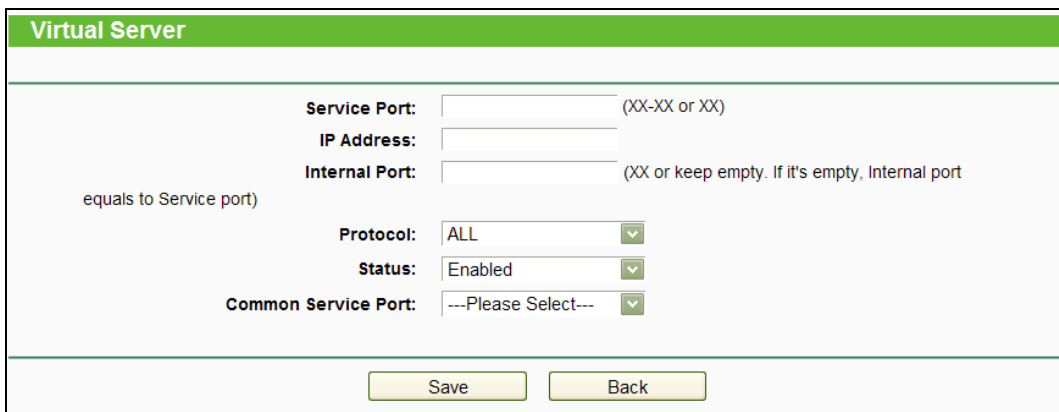 Virtual Server
Service Port: (XX-XX or XX)
IP Address:
Internal Port: (XX or keep empty. If it's empty, Internal port
equals to Service port)
Protocol: ALL
Status: Enabled
Common Service Port: ---Please Select---
Save Back